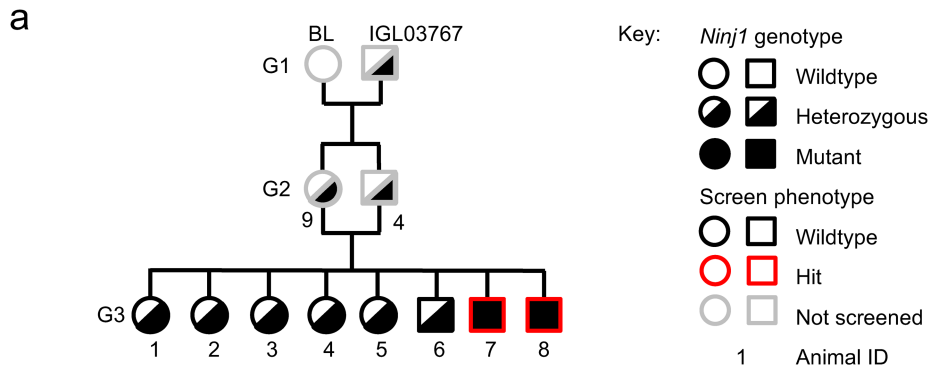 a
BL IGL03767
G1
G2
9 4
G3
1 2 3 4 5 6 7 8
Key: Ninj1 genotype
Wildtype
Heterozygous
Mutant
Screen phenotype
Wildtype
Hit
Not screened
1 Animal ID